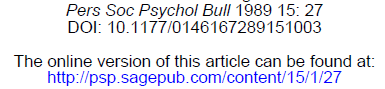 Pers Soc Psychol Bull 1989 15: 27
DOI: 10.1177/0146167289151003
The online version of this article can be found at:
http://psp.sagepub.com/content/15/1/27